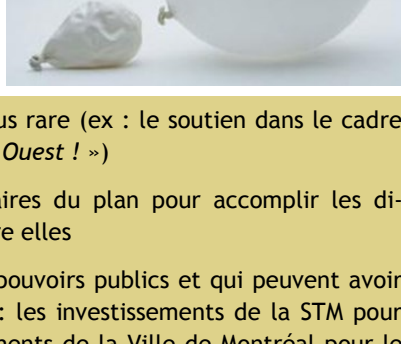 us rare (ex : le soutien dans le cadre
Ouest ! »)
aires du plan pour accomplir les di-
re elles
pouvoirs publics et qui peuvent avoir
: les investissements de la STM pour
ments de la Ville de Montréal pour le